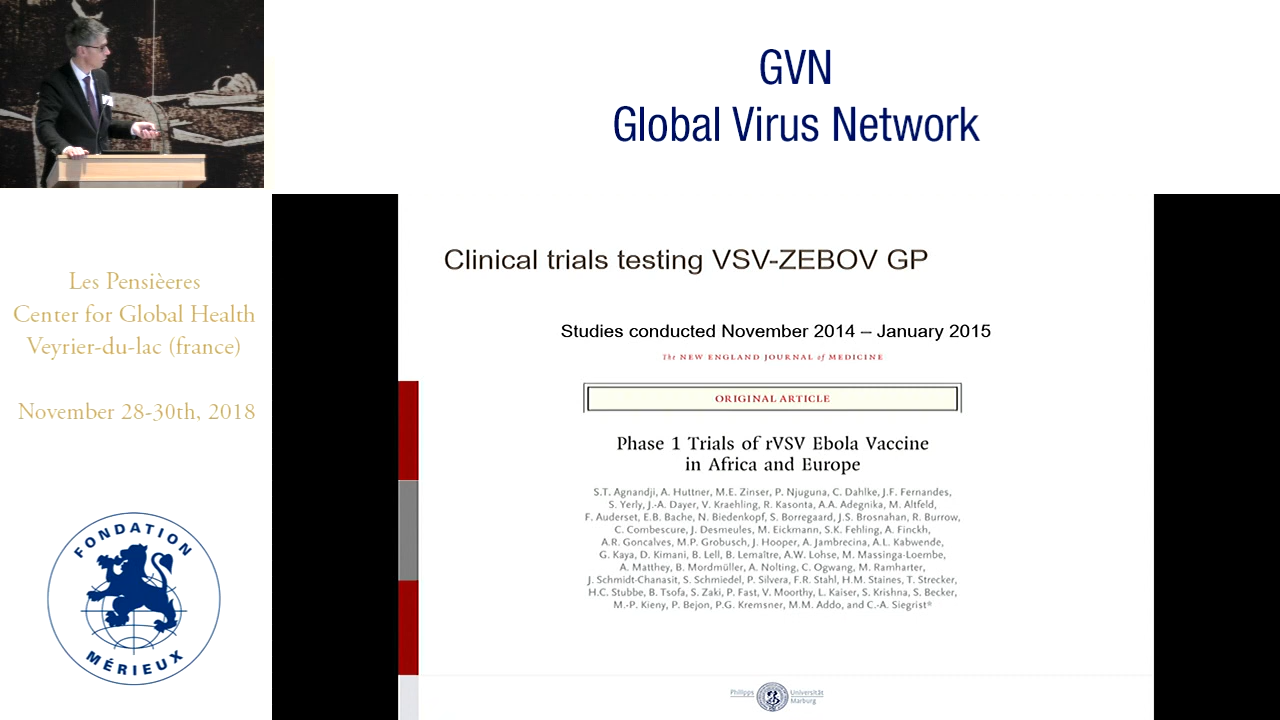 GVN
Global Virus Network
Les Pensièeres
Center for Global Health
Veyrier-du-lac (france)
November 28-30th, 2018
FONDATION
MÉRIEUX
Clinical trials testing VSV-ZEBOV GP
Studies conducted November 2014 – January 2015
The NEW ENGLAND JOURNAL of MEDICINE
ORIGINAL ARTICLE
Phase 1 Trials of rVSV Ebola Vaccine
in Africa and Europe
S.T. Agnandji, A. Huttner, M.E. Zinser, P. Njuguna, C. Dahlke, J.F. Fernandes,
S. Yerly, J.-A. Dayer, V. Kraehling, R. Kasonta, A.A. Adegnika, M. Altfeld,
F. Auderset, E.B. Bache, N. Biedenkopf, S. Borregaard, J.S. Brosnahan, R. Burrow,
C. Combescure, J. Desmeules, M. Eickmann, S.K. Fehling, A. Finckh,
A.R. Goncalves, M.P. Grobusch, J. Hooper, A. Jambrecina, A.L. Kabwende,
G. Kaya, D. Kimani, B. Lell, B. Lemaître, A.W. Lohse, M. Massinga-Loembe,
A. Matthey, B. Mordmüller, A. Nolting, C. Ogwang, M. Ramharter,
J. Schmidt-Chanasit, S. Schmiedel, P. Silvera, F.R. Stahl, H.M. Staines, T. Strecker,
H.C. Stubbe, B. Tsofa, S. Zaki, P. Fast, V. Moorthy, L. Kaiser, S. Krishna, S. Becker,
M.-P. Kieny, P. Bejon, P.G. Kremsner, M.M. Addo, and C.-A. Siegrist*
Philipps Universität
Marburg